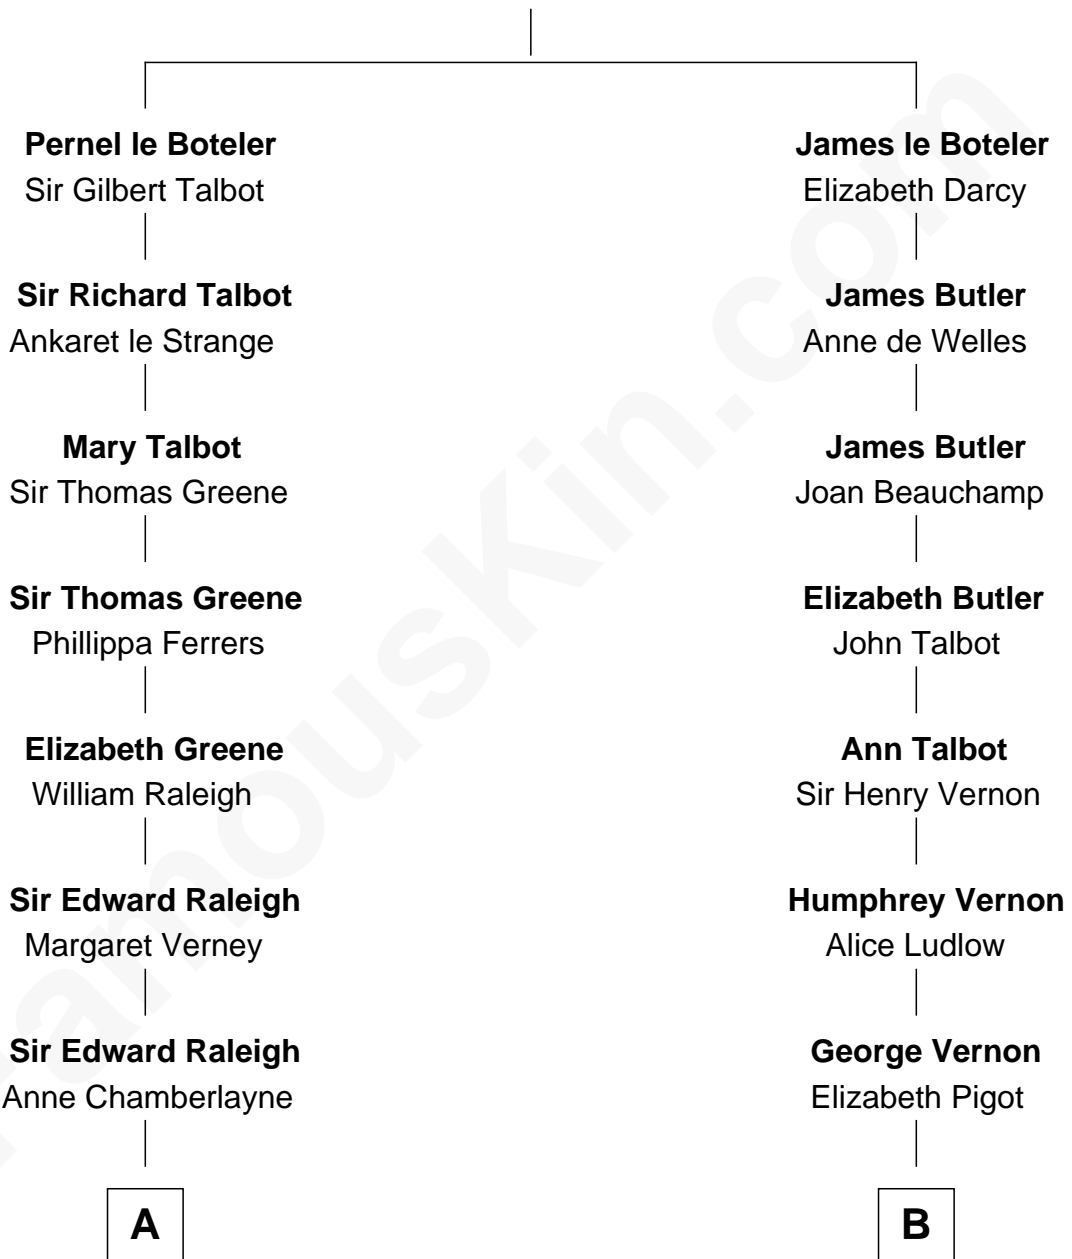 Pernel le Boteler
Sir Gilbert Talbot
Sir Richard Talbot
Ankaret le Strange
Mary Talbot
Sir Thomas Greene
Sir Thomas Greene
Phillippa Ferrers
Elizabeth Greene
William Raleigh
Sir Edward Raleigh
Margaret Verney
Sir Edward Raleigh
Anne Chamberlayne
A
James le Boteler
Elizabeth Darcy
James Butler
Anne de Welles
James Butler
Joan Beauchamp
Elizabeth Butler
John Talbot
Ann Talbot
Sir Henry Vernon
Humphrey Vernon
Alice Ludlow
George Vernon
Elizabeth Pigot
B
FamousKin.com